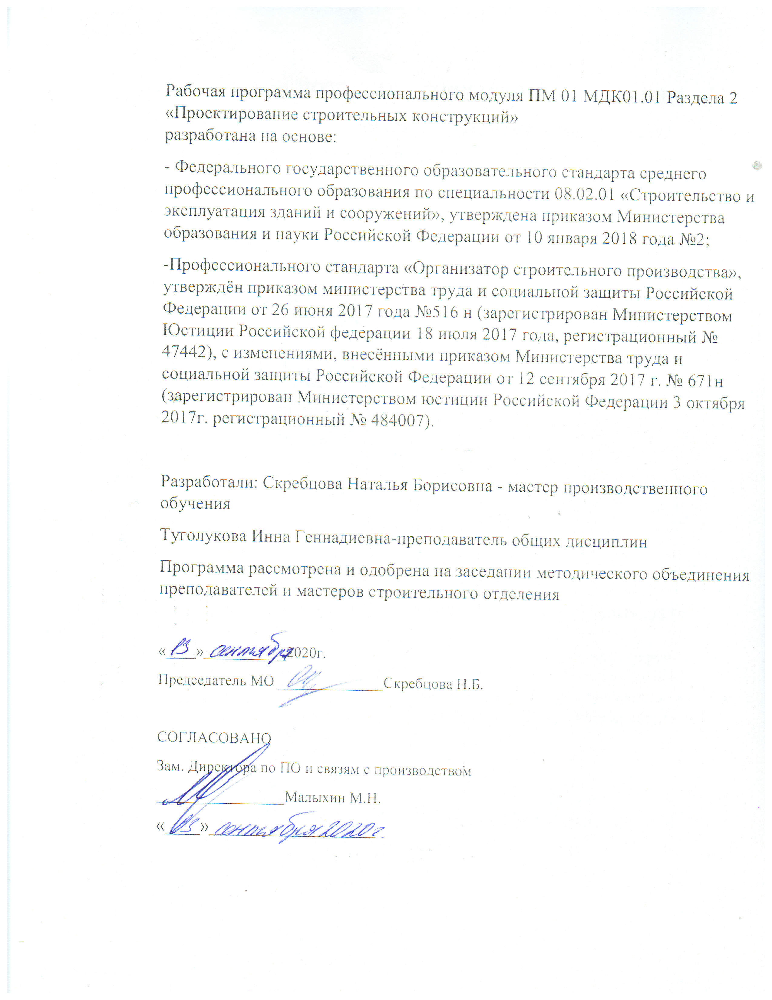 Рабочая программа профессионального модуля ПМ 01 МДК01.01 Раздела 2
«Проектирование строительных конструкций»
разработана на основе:
- Федерального государственного образовательного стандарта среднего
профессионального образования по специальности 08.02.01 «Строительство и
эксплуатация зданий и сооружений», утверждена приказом Министерства
образования и науки Российской Федерации от 10 января 2018 года №2;
-Профессионального стандарта «Организатор строительного производства»,
утверждён приказом министерства труда и социальной защиты Российской
Федерации от 26 июня 2017 года №516 н (зарегистрирован Министерством
Юстиции Российской федерации 18 июля 2017 года, регистрационный №
47442), с изменениями, внесёнными приказом Министерства труда и
социальной защиты Российской Федерации от 12 сентября 2017 г. № 671н
(зарегистрирован Министерством юстиции Российской Федерации 3 октября
2017г. регистрационный № 484007).
Разработали: Скребцова Наталья Борисовна - мастер производственного
обучения
Туголукова Инна Геннадиевна-преподаватель общих дисциплин
Программа рассмотрена и одобрена на заседании методического объединения
преподавателей и мастеров строительного отделения
«13» сентября 2020г.
Председатель МО Скребцова Н.Б.
СОГЛАСОВАНО
Зам. Директора по ПО и связям с производством
Малыхин М.Н.
«13» сентября 2020г.